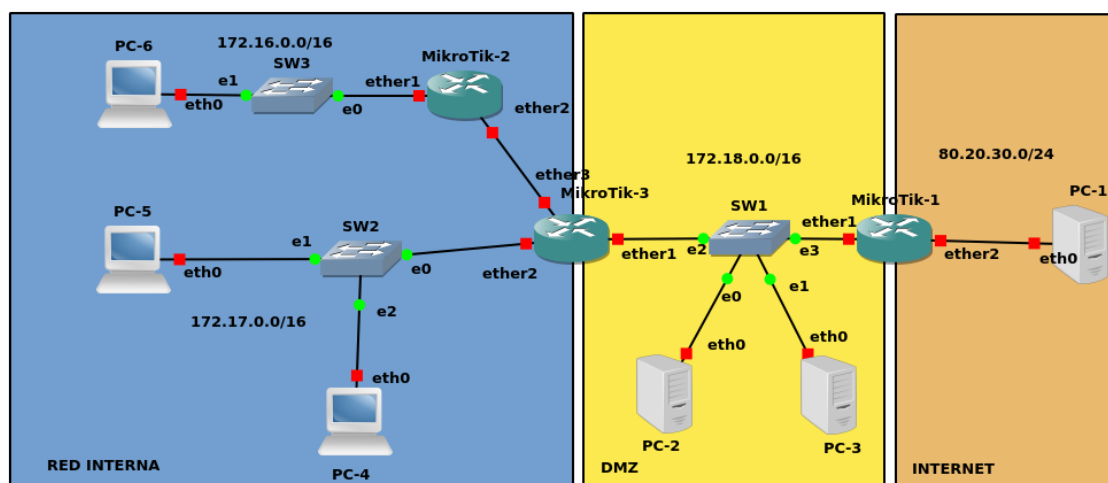 PC-6
172.16.0.0/16
SW3
MikroTik-2
e1
eth0
e0
ether1
ether2
ether3
MikroTik-3
PC-5
SW2
e1
eth0
e0
ether2
172.17.0.0/16
e2
eth0
PC-4
RED INTERNA
172.18.0.0/16
SW1
MikroTik-1
ether1
e2
e3
ether1
e0
e1
eth0
eth0
PC-2
PC-3
DMZ
80.20.30.0/24
PC-1
ether2
eth0
INTERNET